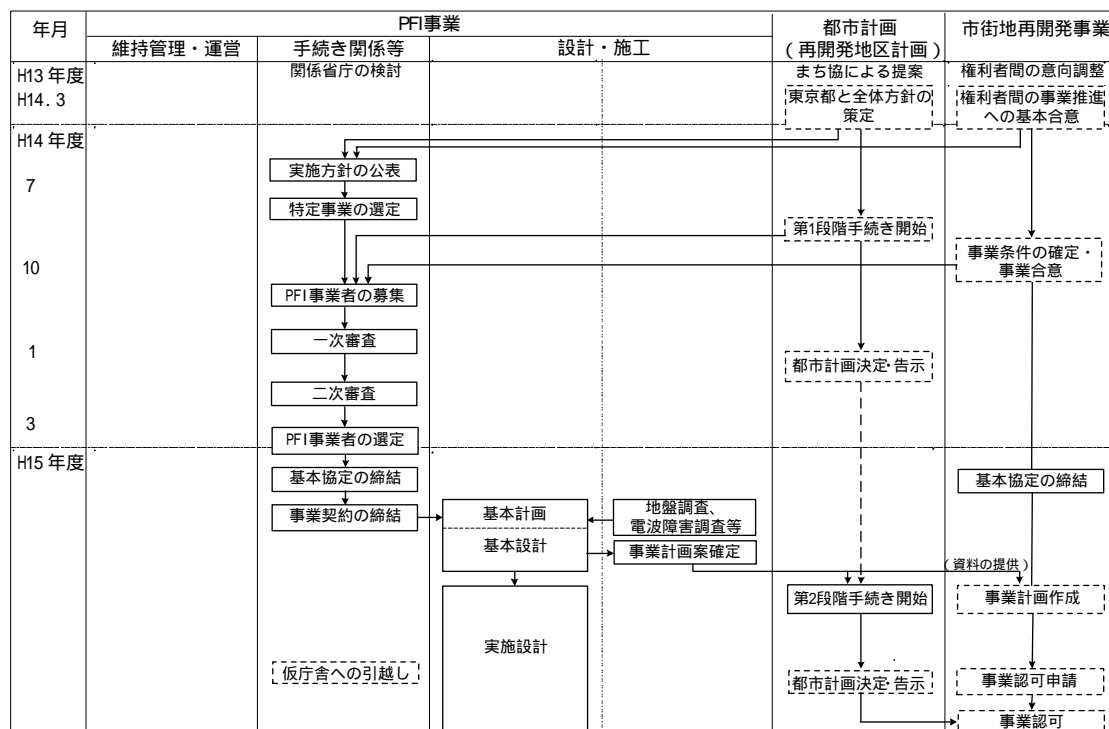 年月
PFI事業
都市計画
(再開発地区計画)
市街地再開発事業
維持管理・運営
手続き関係等
設計・施工
H13年度
関係省庁の検討
まち協による提案
権利者間の意向調整
H14.3
東京都と全体方針の
策定
権利者間の事業推進
への基本合意
H14年度
実施方針の公表
7
特定事業の選定
第1段階手続き開始
事業条件の確定・
事業合意
10
PFI事業者の募集
一次審査
1
都市計画決定・告示
二次審査
3
PFI事業者の選定
H15年度
基本協定の締結
基本協定の締結
事業契約の締結
基本計画
地盤調査、
電波障害調査等
基本設計
事業計画案確定
(資料の提供)
第2段階手続き開始
事業計画作成
実施設計
仮庁舎への引越し
都市計画決定・告示
事業認可申請
事業認可